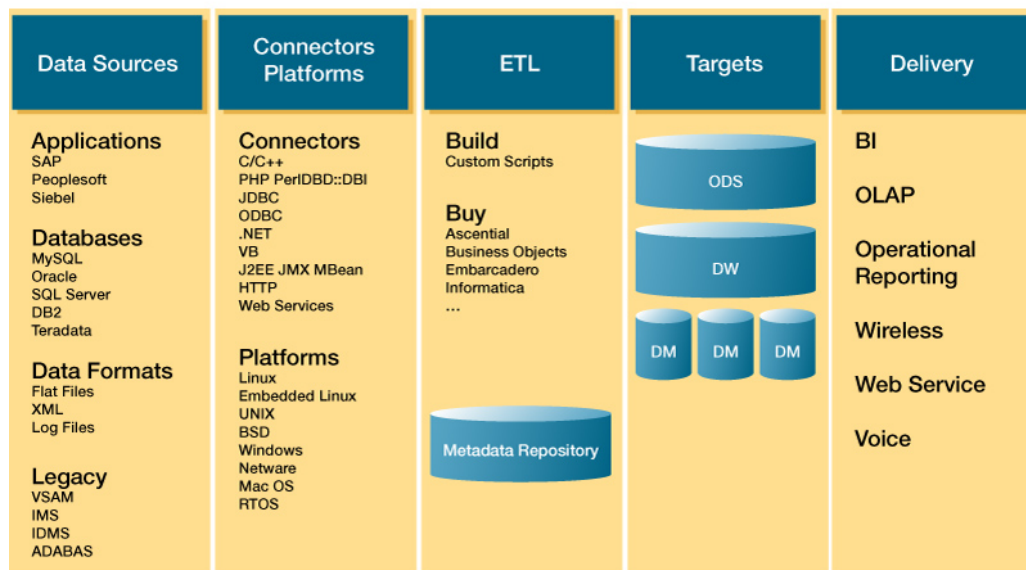 Data Sources
Applications
SAP
Peoplesoft
Siebel
Databases
MySQL
Oracle
SQL Server
DB2
Teradata
Data Formats
Flat Files
XML
Log Files
Legacy
VSAM
IMS
IDMS
ADABAS
Connectors
Platforms
Connectors
C/C++
PHP PerlDBD::DBI
JDBC
ODBC
.NET
VB
J2EE JMX MBean
HTTP
Web Services
Platforms
Linux
Embedded Linux
UNIX
BSD
Windows
Netware
Mac OS
RTOS
ETL
Build
Custom Scripts
Buy
Ascential
Business Objects
Embarcadero
Informatica
...
Metadata Repository
Targets
ODS
DW
DM DM DM
Delivery
BI
OLAP
Operational
Reporting
Wireless
Web Service
Voice